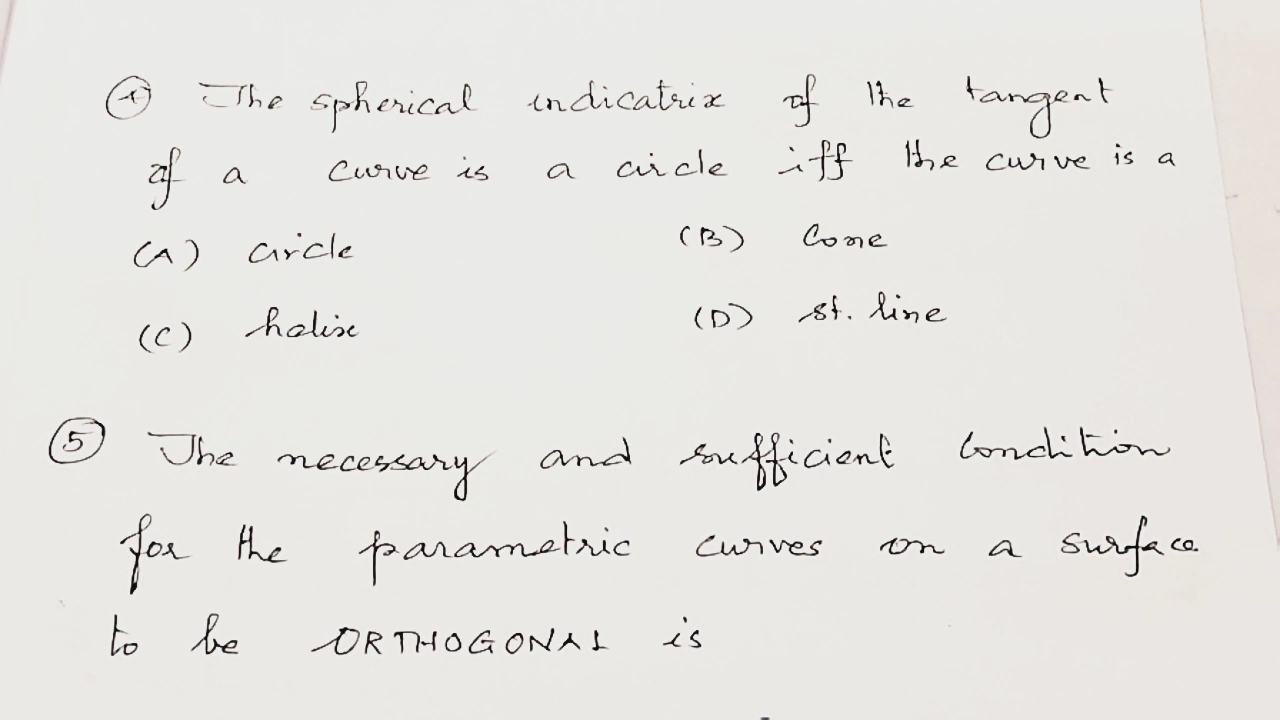 ④ The spherical indicatrix of the tangent
of a curve is a circle iff the curve is a
(A) circle (B) Cone
(C) helix (D) st. line
⑤ The necessary and sufficient Condition
for the parametric curves on a surface
to be ORTHOGONAL is